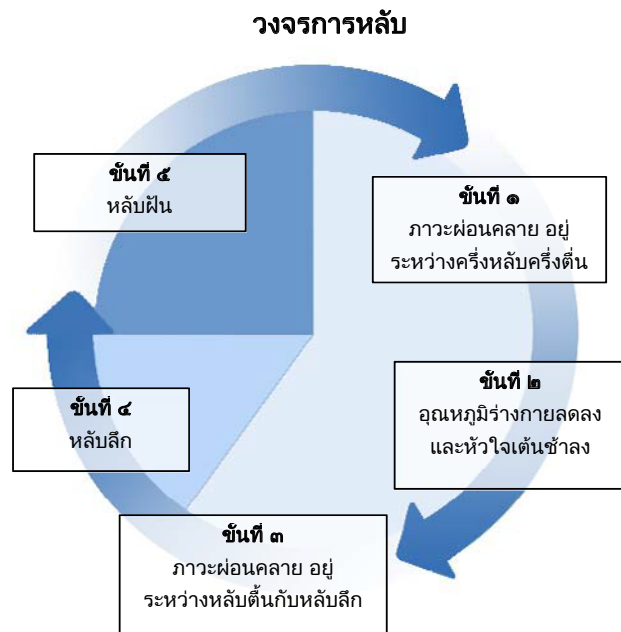 วงจรการหลับ
ขั้นที่ ๕
หลับฝัน
ขั้นที่ ๑
ภาวะผ่อนคลาย อยู่
ระหว่างครึ่งหลับครึ่งตื่น
ขั้นที่ ๒
อุณหภูมิร่างกายลดลง
และหัวใจเต้นช้าลง
ขั้นที่ ๔
หลับลึก
ขั้นที่ ๓
ภาวะผ่อนคลาย อยู่
ระหว่างหลับตื้นกับหลับลึก